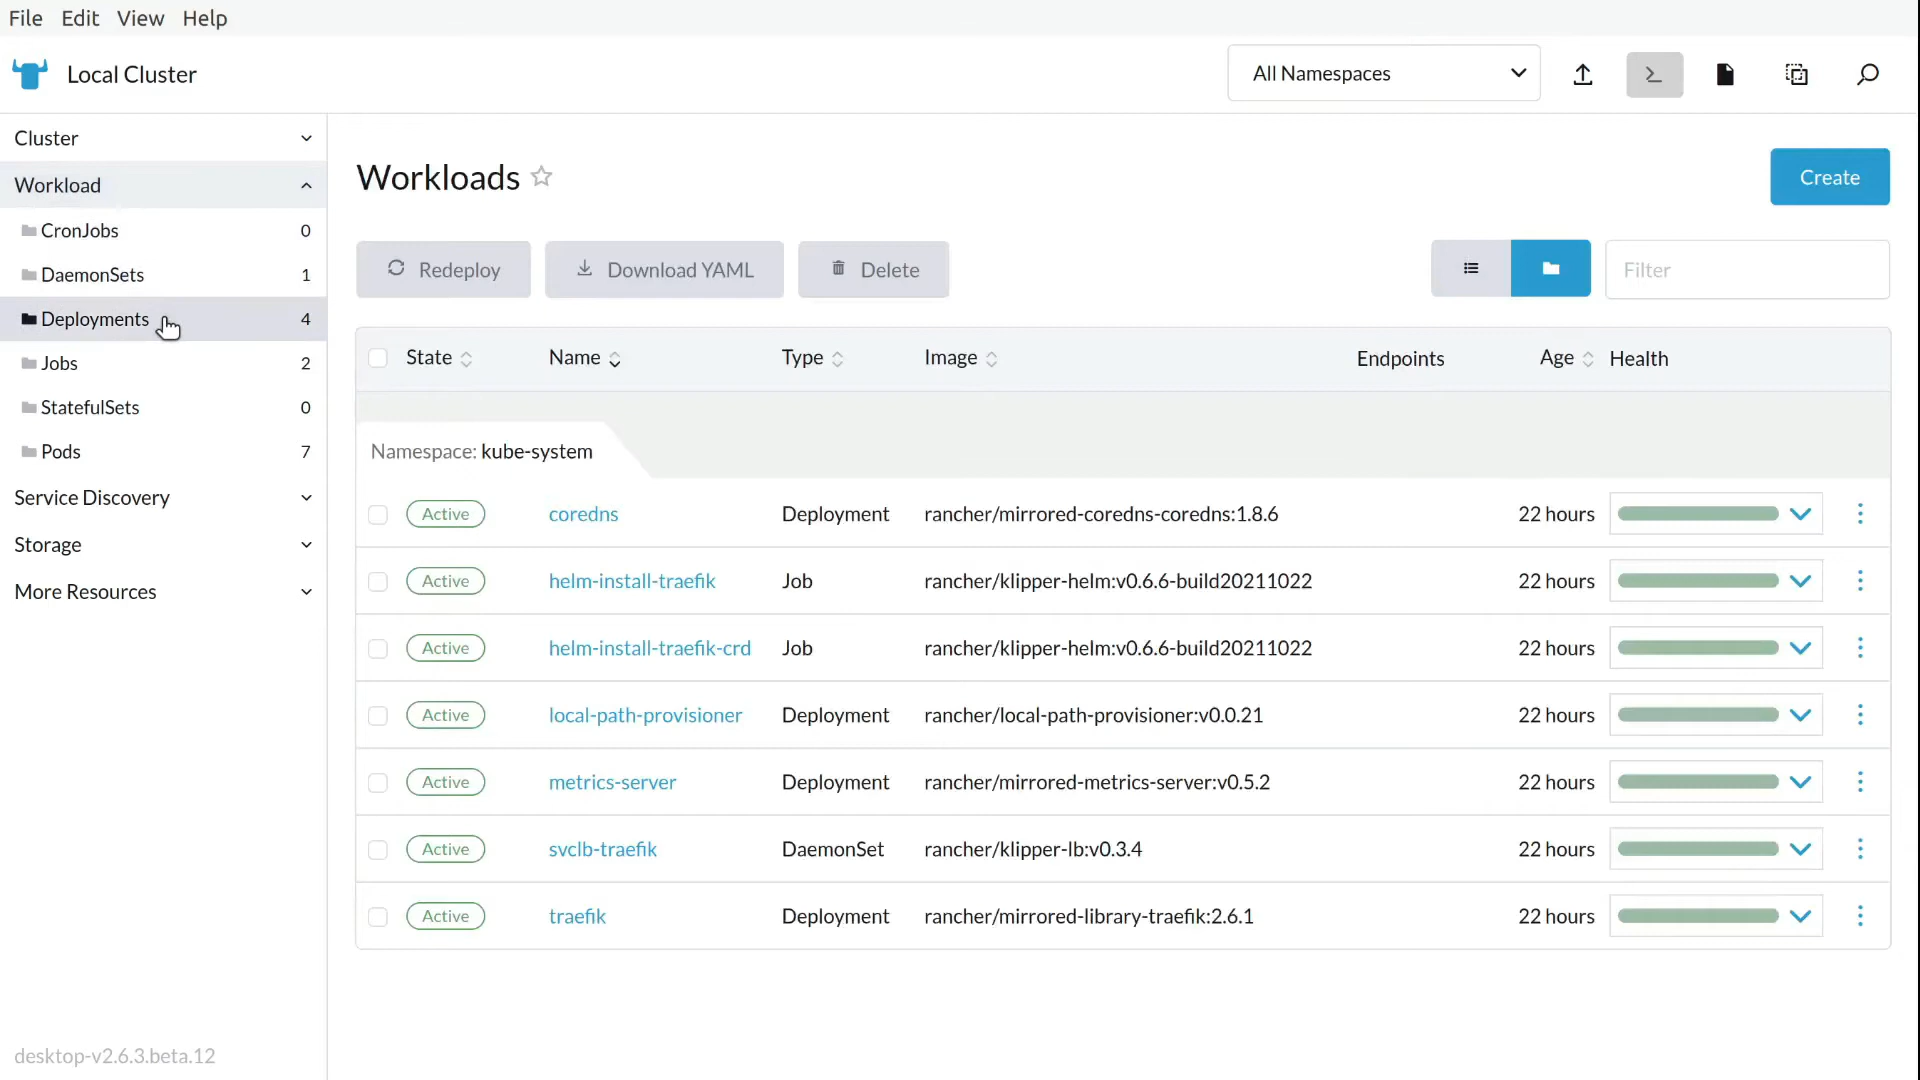 File Edit View Help
Local Cluster
All Namespaces
Cluster
Workload
CronJobs 0
DaemonSets 1
Deployments 4
Jobs 2
StatefulSets 0
Pods 7
Service Discovery
Storage
More Resources
desktop-v2.6.3.beta.12
Workloads
Create
Redeploy Download YAML Delete Filter
State Name Type Image Endpoints Age Health
Namespace: kube-system
Active coredns Deployment rancher/mirrored-coredns-coredns:1.8.6 22 hours
Active helm-install-traefik Job rancher/klipper-helm:v0.6.6-build20211022 22 hours
Active helm-install-traefik-crd Job rancher/klipper-helm:v0.6.6-build20211022 22 hours
Active local-path-provisioner Deployment rancher/local-path-provisioner:v0.0.21 22 hours
Active metrics-server Deployment rancher/mirrored-metrics-server:v0.5.2 22 hours
Active svclb-traefik DaemonSet rancher/klipper-lb:v0.3.4 22 hours
Active traefik Deployment rancher/mirrored-library-traefik:2.6.1 22 hours